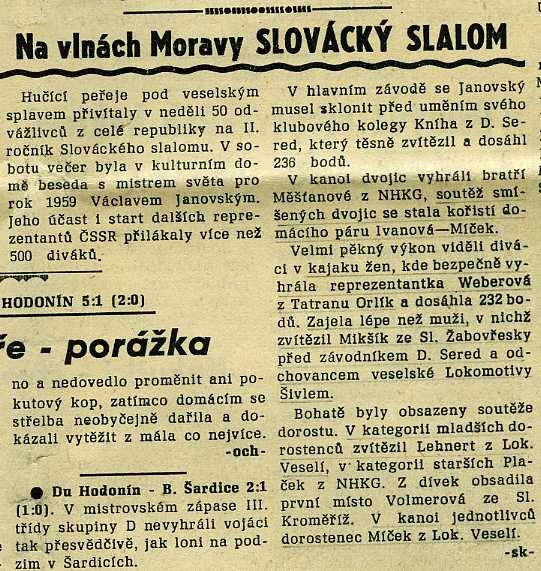 Na vlnách Moravy SLOVÁCKÝ SLALOM
Hučící peřeje pod veselským
splavem přivítaly v neděli 50 od-
vážlivců z celé republiky na II.
ročník Slováckého slalomu. V so-
botu večer byla v kulturním do-
mě beseda s mistrem světa pro
rok 1959 Václavem Janovským.
Jeho účast i start dalších repre-
zentantů ČSSR přilákaly více než
500 diváků.
V hlavním závodě se Janovský
musel sklonit před uměním svého
klubového kolegy Kniha z D. Se-
red, který těsně zvítězil a dosáhl
236 bodů.
V kanoi dvojic vyhráli bratří
Měšťanové z NHKG, soutěž smí-
šených dvojic se stala kořistí do-
mácího páru Ivanová—Míček.
Velmi pěkný výkon viděli divá-
ci v kajaku žen, kde bezpečně vy-
hrála reprezentantka Weberová
z Tatranu Orlík a dosáhla 232 bo-
dů. Zajela lépe než muži, v nichž
zvítězil Mikšík ze Sl. Žabovřesky
před závodníkem D. Sered a od-
chovancem veselské Lokomotivy
Šivlem.
Bohatě byly obsazeny soutěže
dorostu. V kategorii mladších do-
rostenců zvítězil Lehnert z Lok.
Veselí, v kategorii starších Pla-
ček z NHKG. Z dívek obsadila
první místo Volmerová ze Sl.
Kroměříž. V kanoi jednotlivců
dorostenec Míček z Lok. Veselí.
-sk-
HODONÍN 5:1 (2:0)
ře - porážka
no a nedovedlo proměnit ani po-
kutový kop, zatímco domácím se
střelba neobyčejně dařila a do-
kázali vytěžit z mála co nejvíce.
-och-
● Du Hodonín - B. Šardice 2:1
(1:0). V mistrovském zápase III.
třídy skupiny D nevyhráli vojáci
tak přesvědčivě, jak loni na pod-
zim v Šardicích.